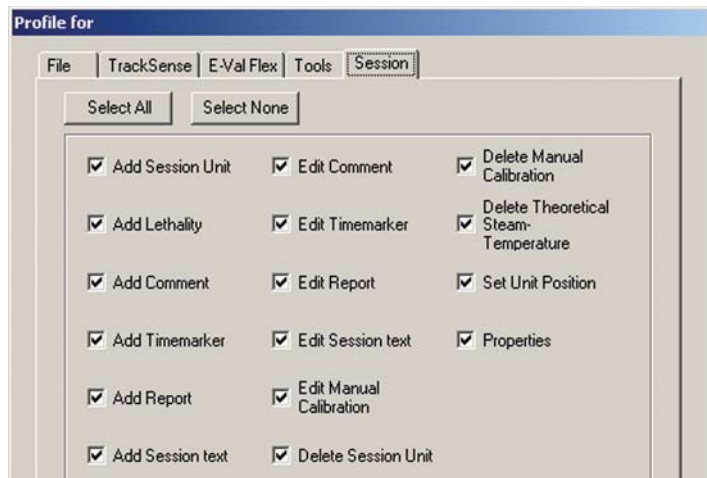 Profile for
File TrackSense E-Val Flex Tools Session
Select All Select None
Add Session Unit
Add Lethality
Add Comment
Add Timemarker
Add Report
Add Session text
Edit Comment
Edit Timemarker
Edit Report
Edit Session text
Edit Manual
Calibration
Delete Session Unit
Delete Manual
Calibration
Delete Theoretical
Steam-
Temperature
Set Unit Position
Properties